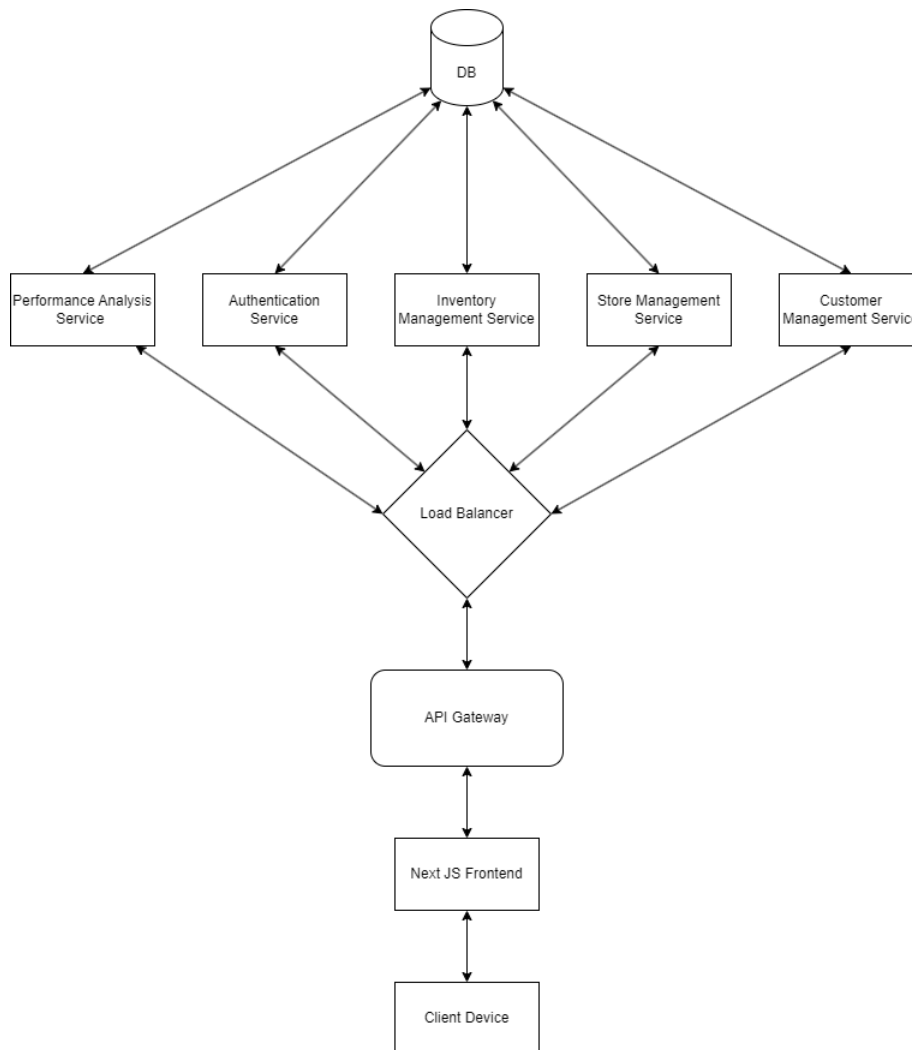 DB
Performance Analysis
Service
Authentication
Service
Inventory
Management Service
Store Management
Service
Customer
Management Service
Load Balancer
API Gateway
Next JS Frontend
Client Device